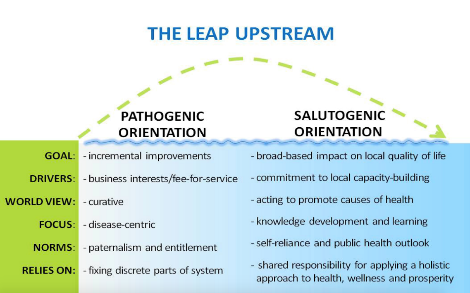 THE LEAP UPSTREAM
PATHOGENIC ORIENTATION
SALUTOGENIC ORIENTATION
GOAL: - incremental improvements - broad-based impact on local quality of life
DRIVERS: - business interests/fee-for-service - commitment to local capacity-building
WORLD VIEW: - curative - acting to promote causes of health
FOCUS: - disease-centric - knowledge development and learning
NORMS: - paternalism and entitlement - self-reliance and public health outlook
RELIES ON: - fixing discrete parts of system - shared responsibility for applying a holistic
approach to health, wellness and prosperity